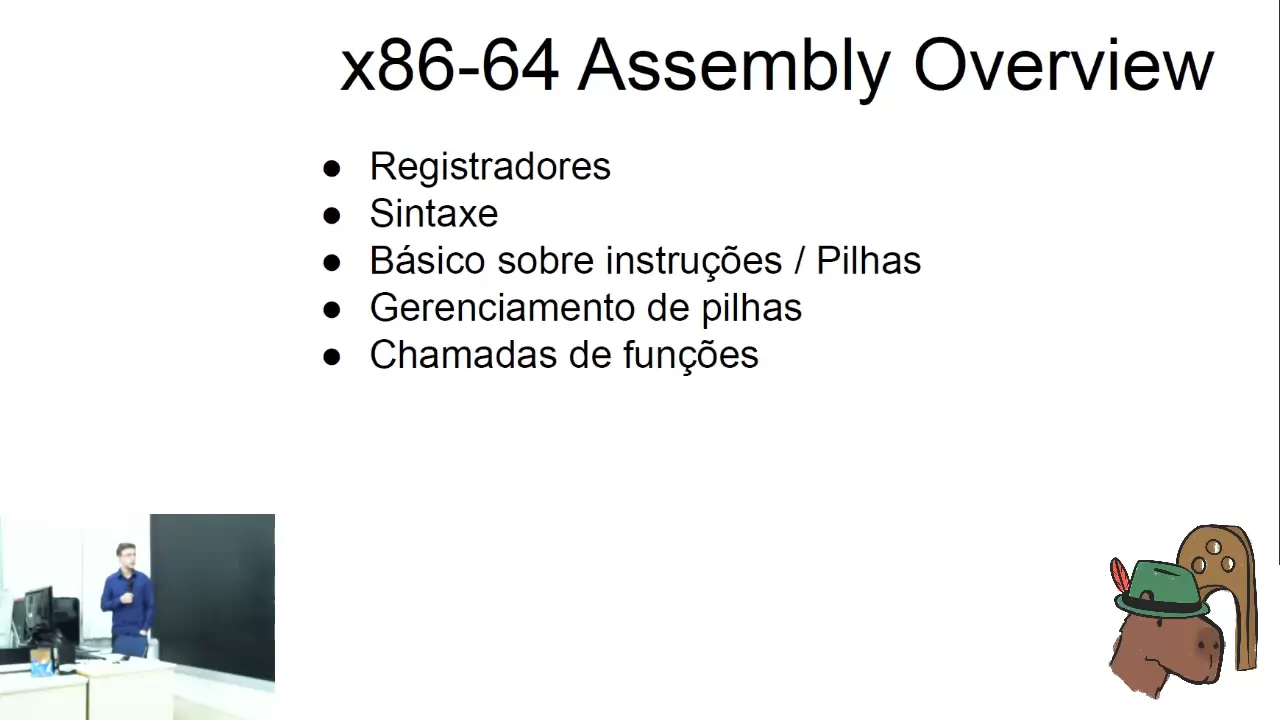 x86-64 Assembly Overview
● Registradores
● Sintaxe
● Básico sobre instruções / Pilhas
● Gerenciamento de pilhas
● Chamadas de funções